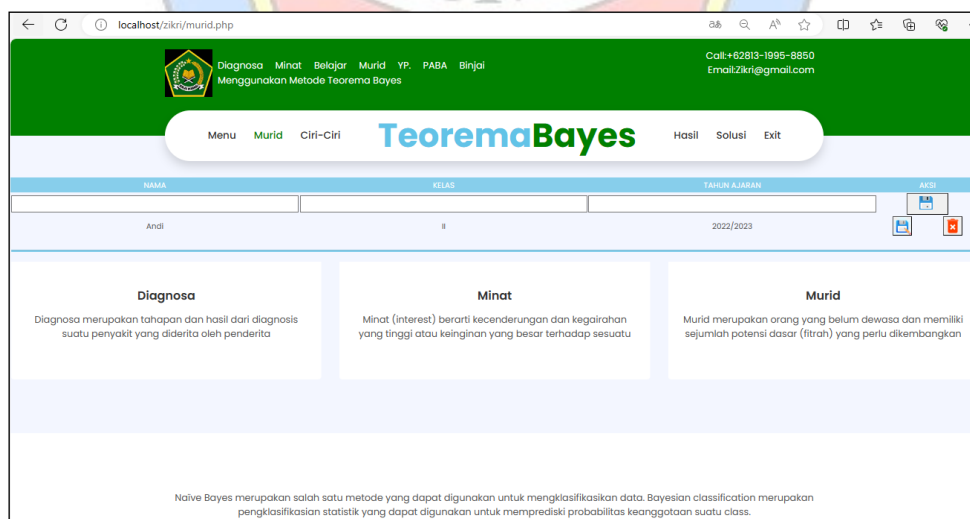 localhost/zikri/murid.php
Diagnosa Minat Belajar Murid YP. PABA Binjai
Menggunakan Metode Teorema Bayes
Call:+62813-1995-8850
Email:Zikri@gmail.com
Menu Murid Ciri-Ciri TeoremaBayes Hasil Solusi Exit
NAMA KELAS TAHUN AJARAN AKSI
Andi II 2022/2023
Diagnosa
Diagnosa merupakan tahapan dan hasil dari diagnosis
suatu penyakit yang diderita oleh penderita
Minat
Minat (interest) berarti kecenderungan dan kegairahan
yang tinggi atau keinginan yang besar terhadap sesuatu
Murid
Murid merupakan orang yang belum dewasa dan memiliki
sejumlah potensi dasar (fitrah) yang perlu dikembangkan
Naïve Bayes merupakan salah satu metode yang dapat digunakan untuk mengklasifikasikan data. Bayesian classification merupakan
pengklasifikasian statistik yang dapat digunakan untuk memprediski probabilitas keanggotaan suatu class.